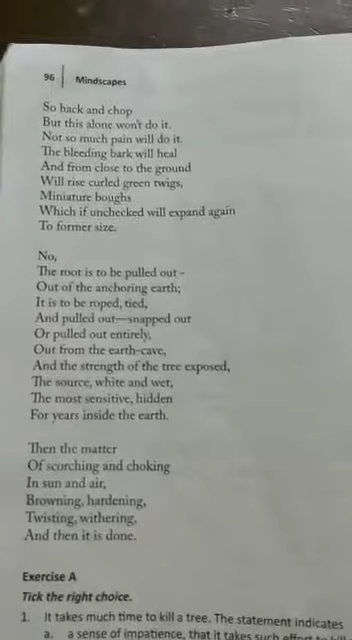 96 Mindscapes
So hack and chop
But this alone won't do it.
Not so much pain will do it.
The bleeding bark will heal
And from close to the ground
Will rise curled green twigs,
Miniature boughs
Which if unchecked will expand again
To former size.
No,
The root is to be pulled out –
Out of the anchoring earth;
It is to be roped, tied,
And pulled out—snapped out
Or pulled out entirely,
Out from the earth-cave,
And the strength of the tree exposed,
The source, white and wet,
The most sensitive, hidden
For years inside the earth.
Then the matter
Of scorching and choking
In sun and air,
Browning, hardening,
Twisting, withering,
And then it is done.
Exercise A
Tick the right choice.
1. It takes much time to kill a tree. The statement indicates
a. a sense of impatience, that it takes such effort to kill